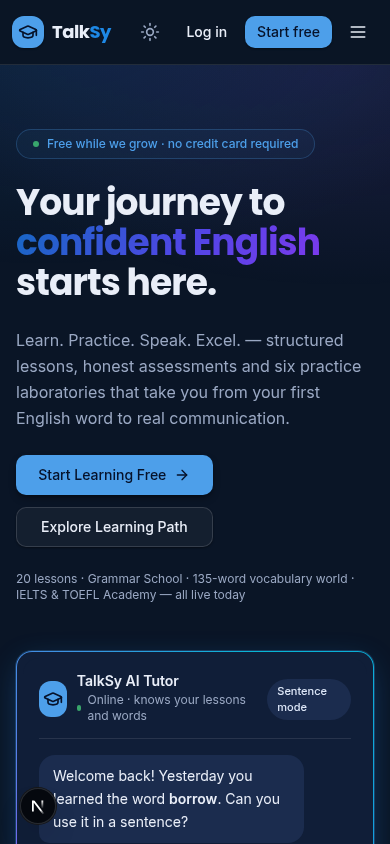 TalkSy
Log in
Start free
Free while we grow · no credit card required
Your journey to
confident English
starts here.
Learn. Practice. Speak. Excel. — structured
lessons, honest assessments and six practice
laboratories that take you from your first
English word to real communication.
Start Learning Free →
Explore Learning Path
20 lessons · Grammar School · 135-word vocabulary world ·
IELTS & TOEFL Academy — all live today
TalkSy AI Tutor
Online · knows your lessons
and words
Sentence
mode
Welcome back! Yesterday you
learned the word borrow. Can you
use it in a sentence?
N